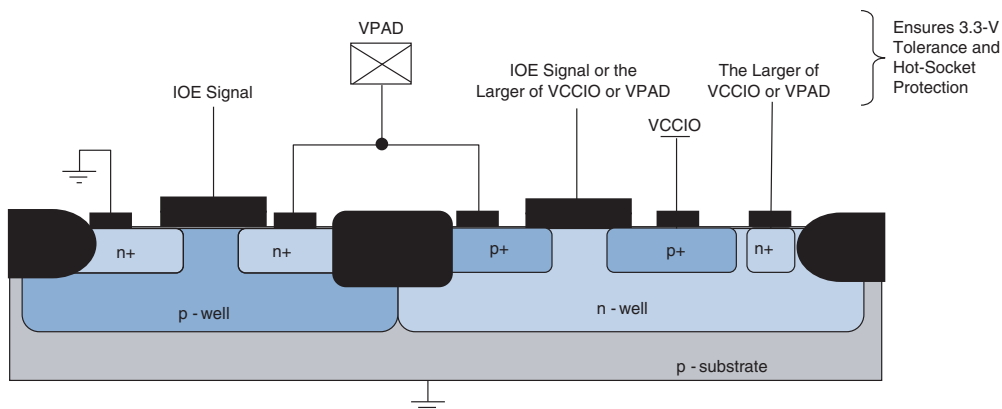 VPAD
IOE Signal
IOE Signal or the
Larger of VCCIO or VPAD
The Larger of
VCCIO or VPAD
Ensures 3.3-V
Tolerance and
Hot-Socket
Protection
VCCIO
n+
n+
p+
p+
n+
p - well
n - well
p - substrate